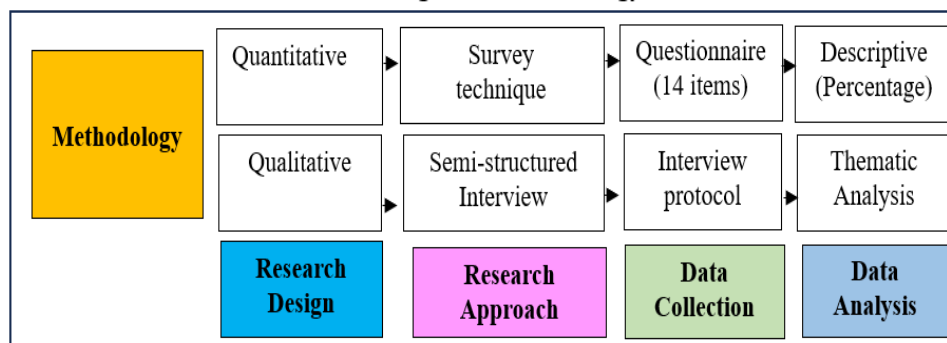 Methodology
Quantitative
Survey
technique
Questionnaire
(14 items)
Descriptive
(Percentage)
Qualitative
Semi-structured
Interview
Interview
protocol
Thematic
Analysis
Research
Design
Research
Approach
Data
Collection
Data
Analysis